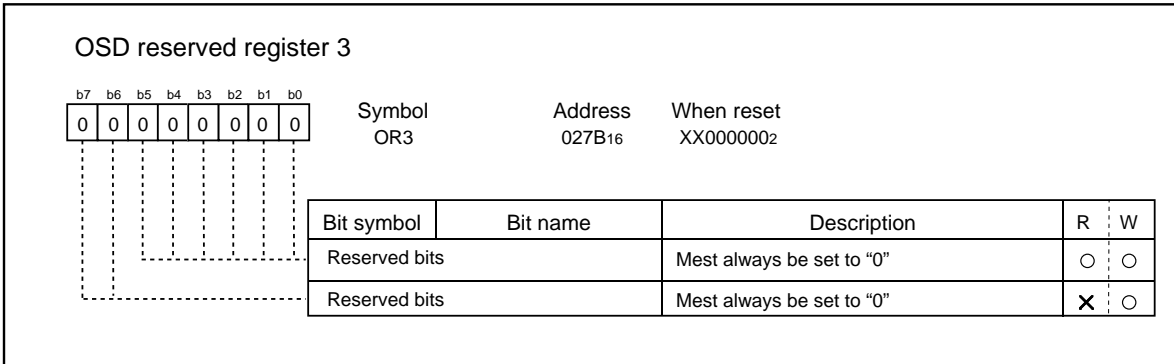 OSD reserved register 3
b7 b6 b5 b4 b3 b2 b1 b0
Symbol Address When reset
0 0 0 0 0 0 0 0
OR3 027B16 XX0000002
Bit symbol Bit name Description R W
Reserved bits Mest always be set to “0” ○ ○
Reserved bits Mest always be set to “0” ✕ ○